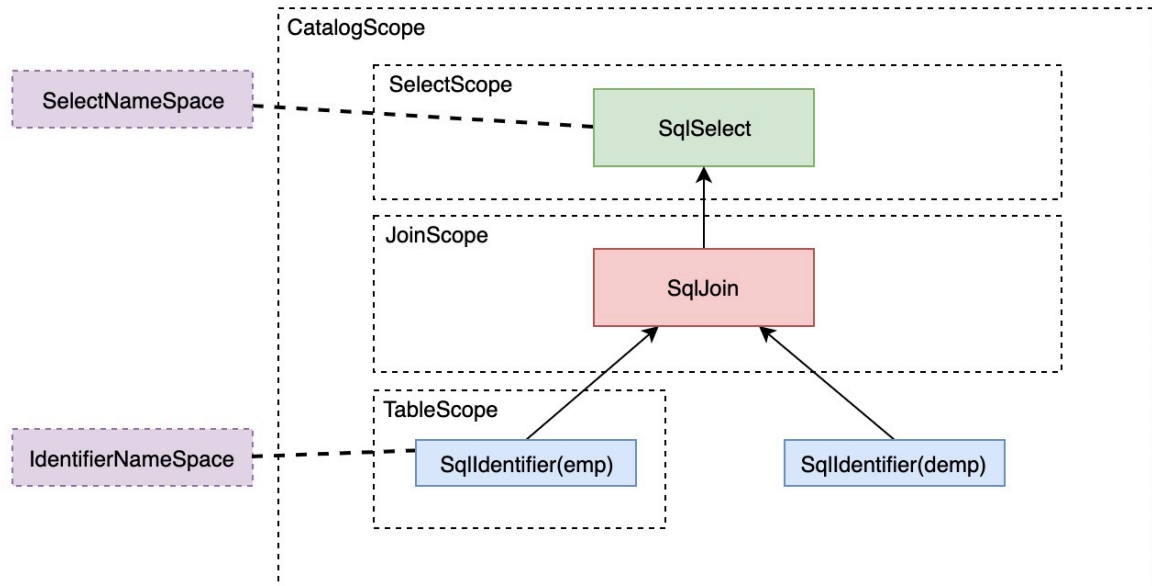 CatalogScope
SelectScope
SelectNameSpace
SqlSelect
JoinScope
SqlJoin
TableScope
IdentifierNameSpace
SqlIdentifier(emp)
SqlIdentifier(demp)